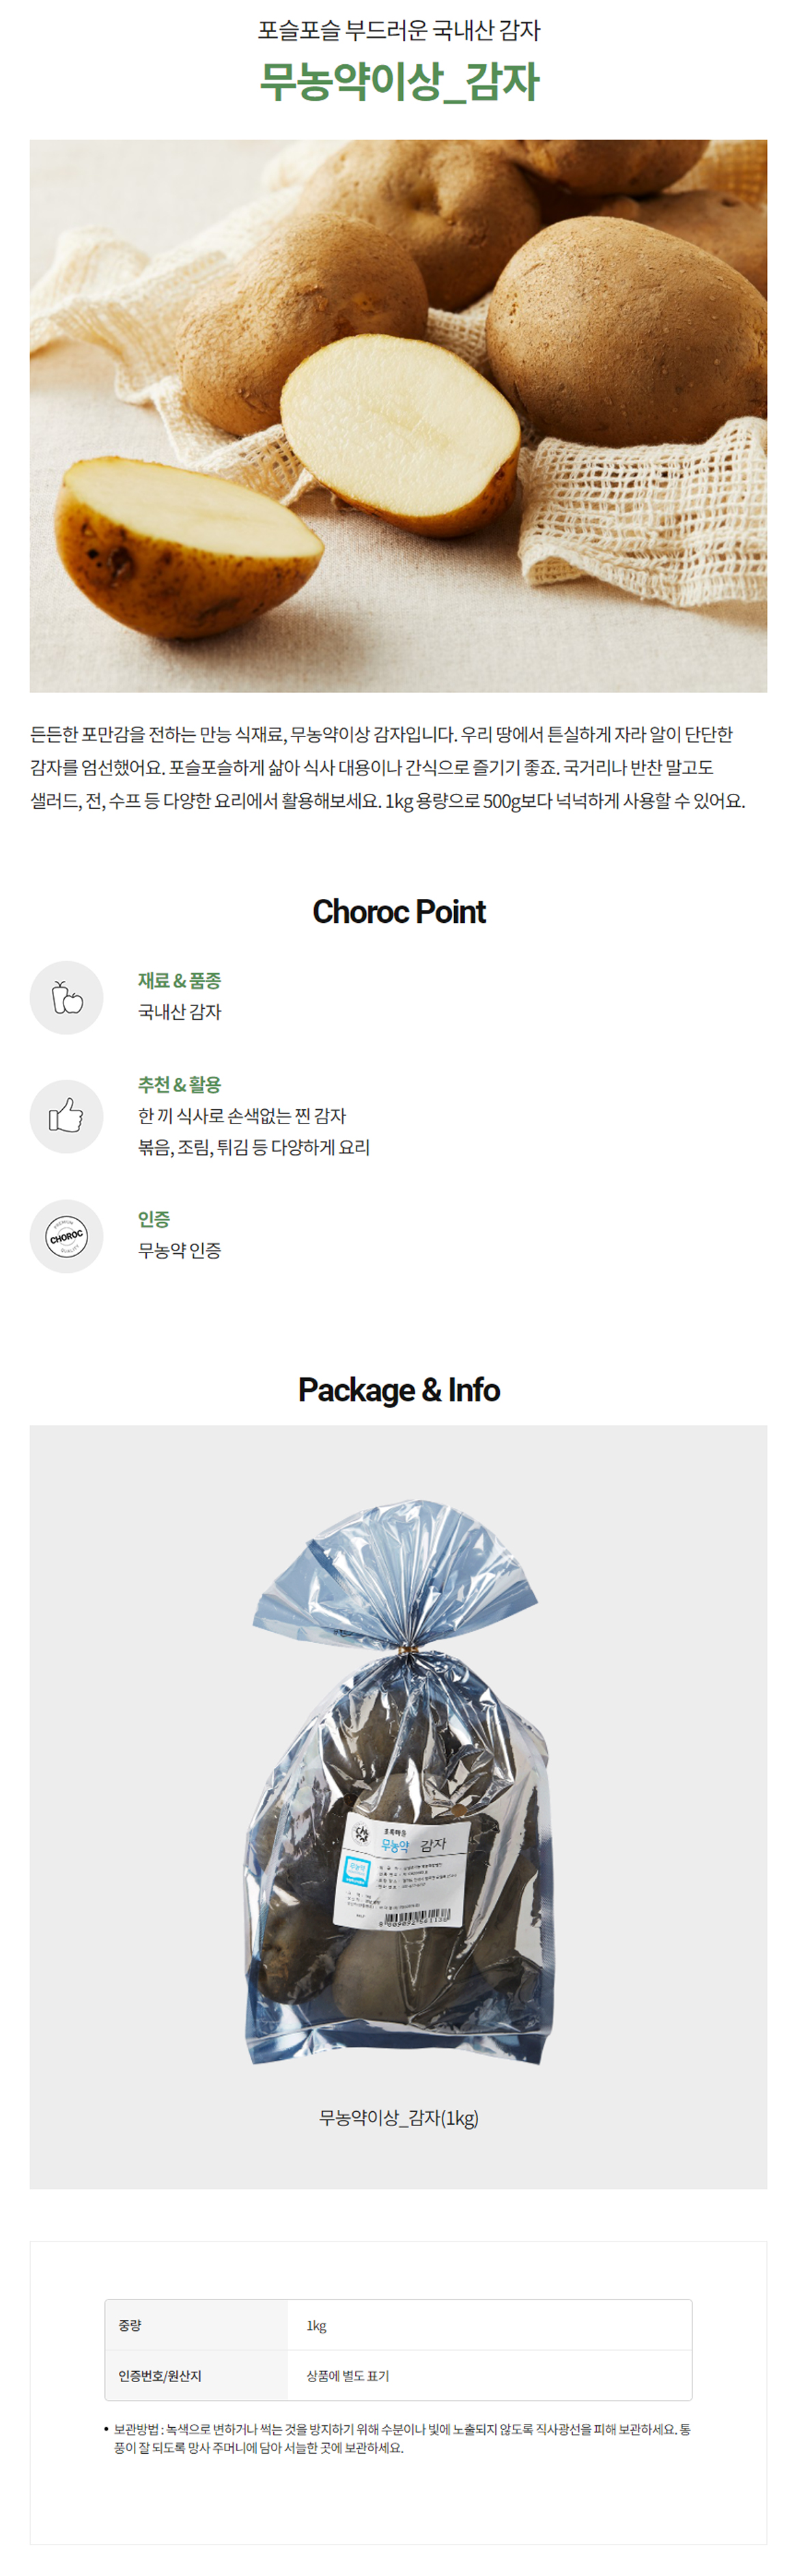 포슬포슬 부드러운 국내산 감자
무농약이상_감자
든든한 포만감을 전하는 만능 식재료, 무농약이상 감자입니다. 우리 땅에서 튼실하게 자라 알이 단단한
감자를 엄선했어요. 포슬포슬하게 삶아 식사 대용이나 간식으로 즐기기 좋죠. 국거리나 반찬 말고도
샐러드, 전, 수프 등 다양한 요리에서 활용해보세요. 1kg 용량으로 500g보다 넉넉하게 사용할 수 있어요.
Choroc Point
재료 & 품종
국내산 감자
추천 & 활용
한 끼 식사로 손색없는 찐 감자
볶음, 조림, 튀김 등 다양하게 요리
PREMIUM
CHOROC
QUALITY
인증
무농약 인증
Package & Info
초록마을
무농약 감자
무농약
무농약이상_감자(1kg)
중량 1kg
인증번호/원산지 상품에 별도 표기
• 보관방법 : 녹색으로 변하거나 썩는 것을 방지하기 위해 수분이나 빛에 노출되지 않도록 직사광선을 피해 보관하세요. 통
풍이 잘 되도록 망사 주머니에 담아 서늘한 곳에 보관하세요.